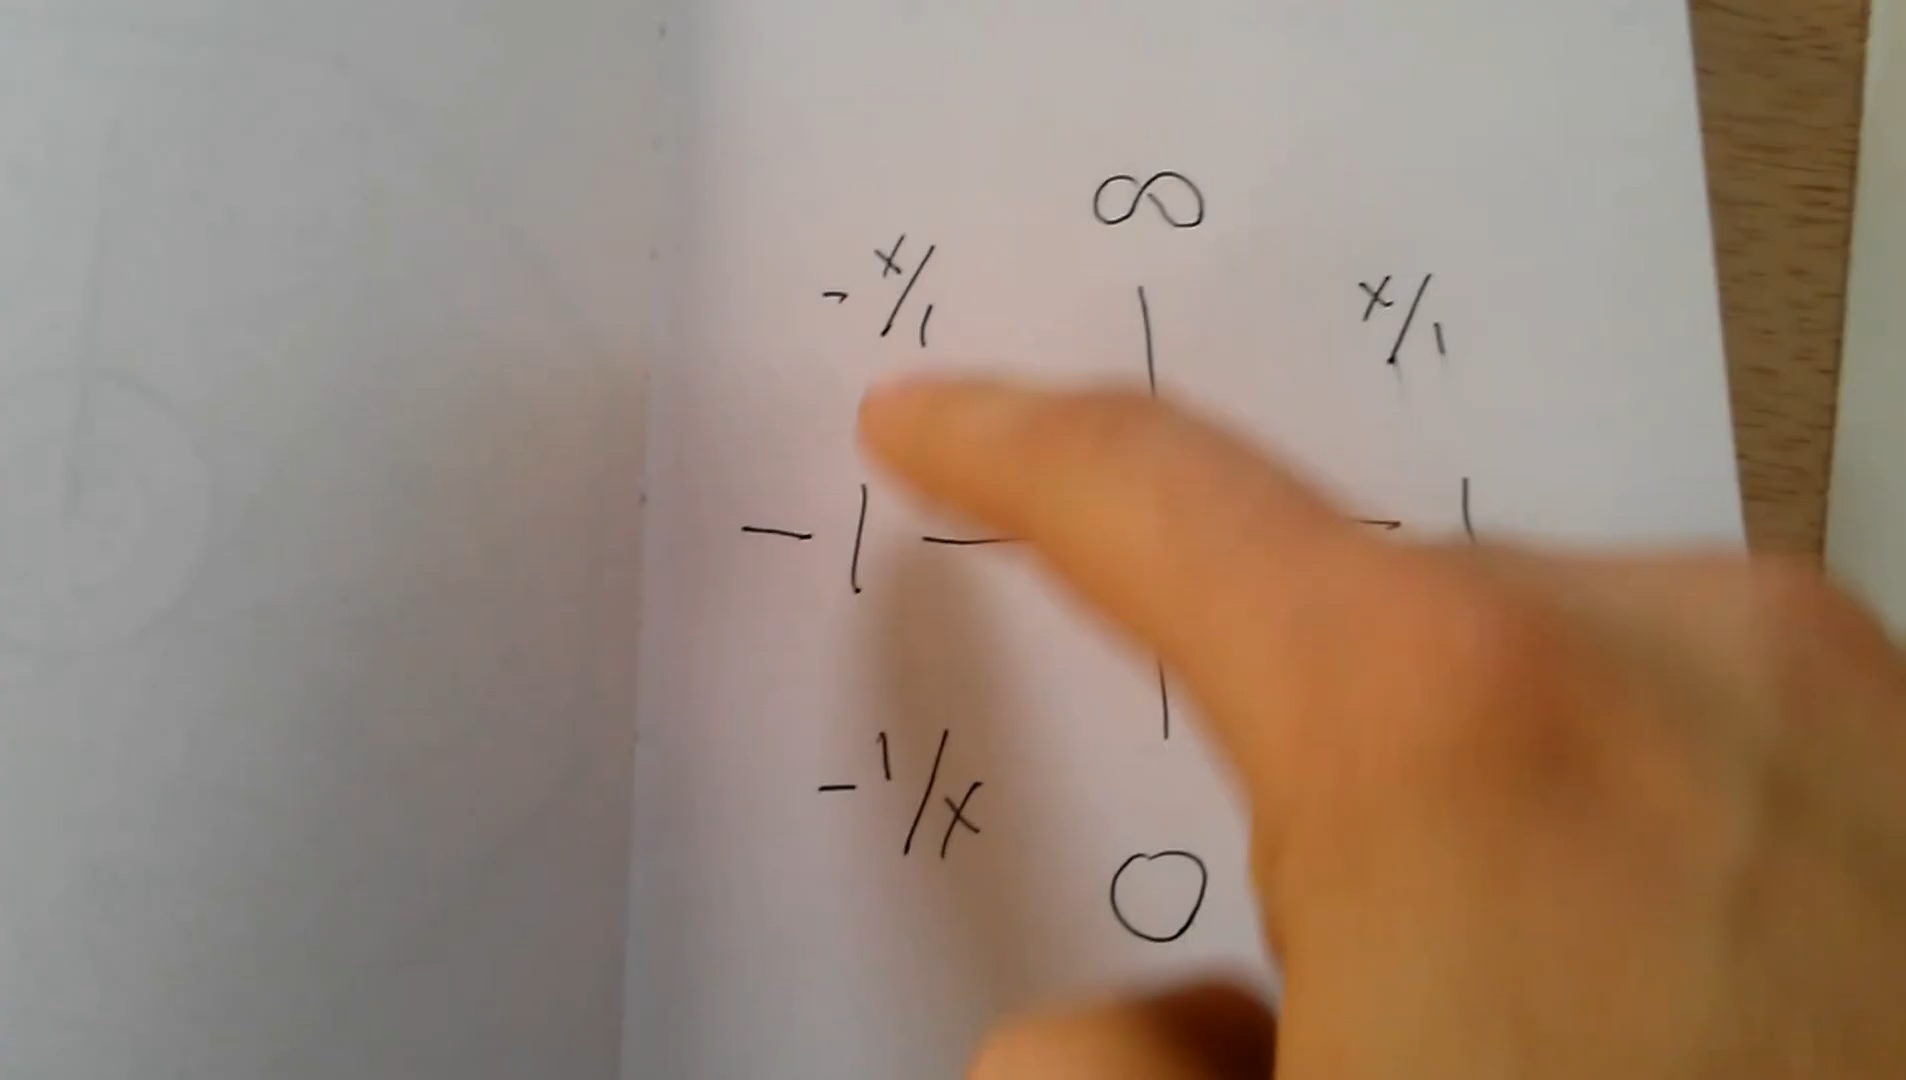 ∞
- x/1
x/1
-1
1
- 1/x
0